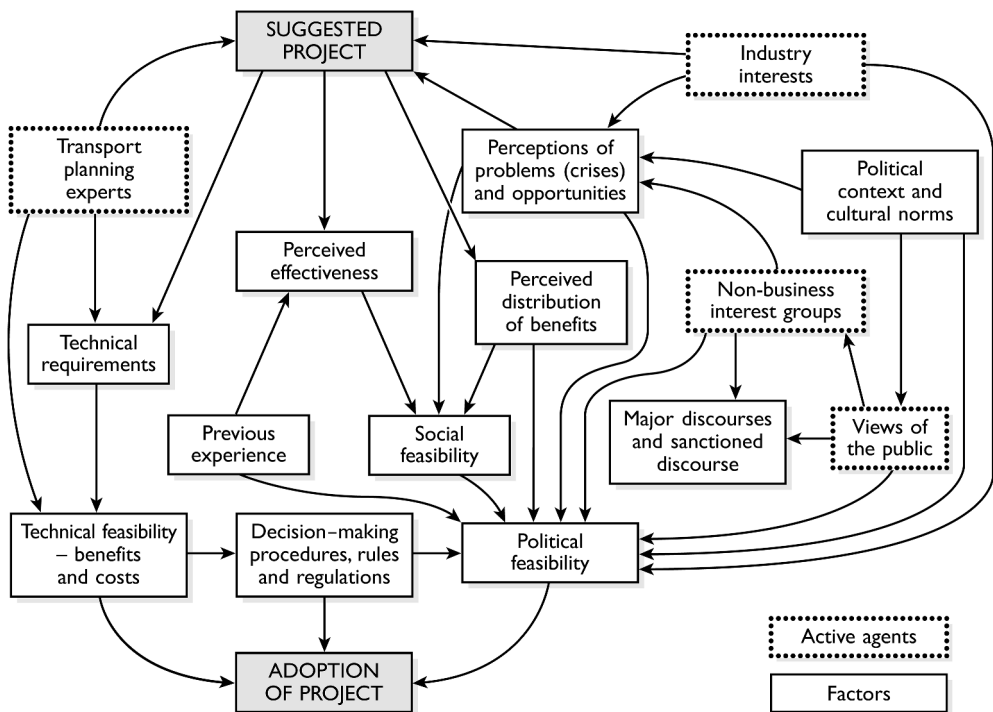 SUGGESTED
PROJECT
Industry
interests
Transport
planning
experts
Perceptions of
problems (crises)
and opportunities
Political
context and
cultural norms
Perceived
effectiveness
Perceived
distribution
of benefits
Non-business
interest groups
Technical
requirements
Previous
experience
Social
feasibility
Major discourses
and sanctioned
discourse
Views of
the public
Technical feasibility
– benefits
and costs
Decision–making
procedures, rules
and regulations
Political
feasibility
ADOPTION
OF PROJECT
Active agents
Factors